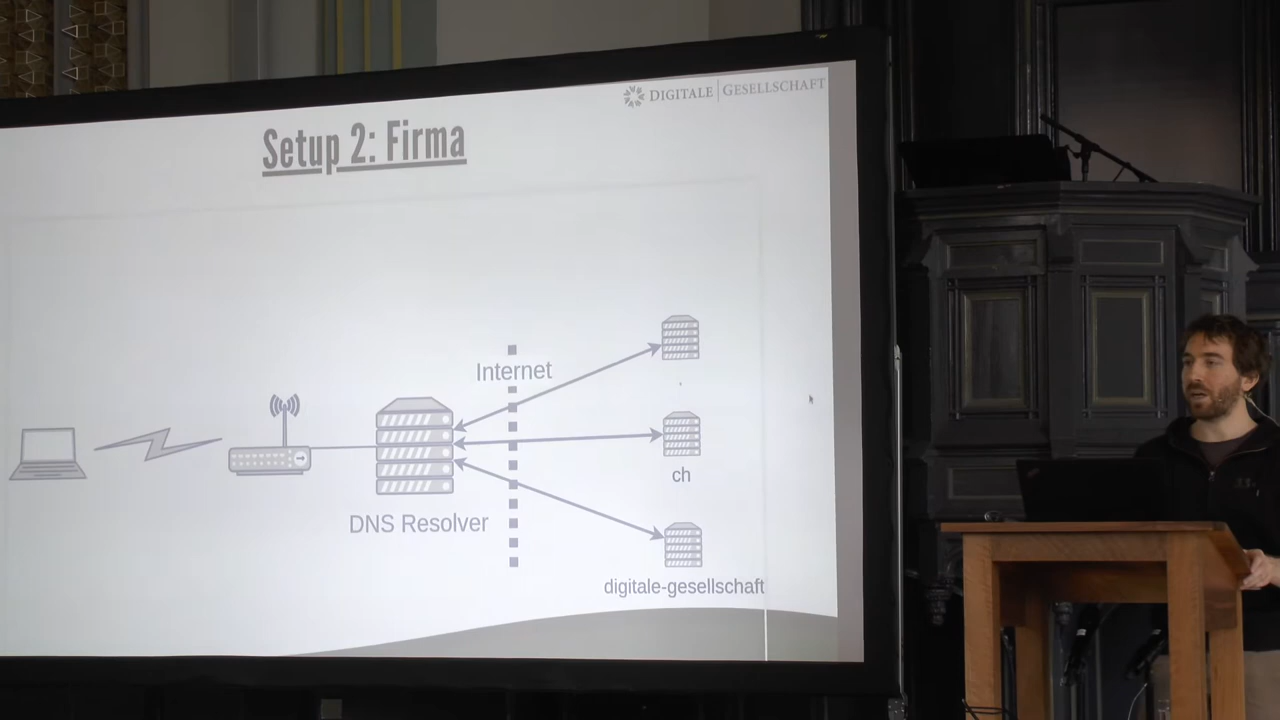 DIGITALE GESELLSCHAFT
Setup 2: Firma
Internet
.
ch
DNS Resolver
digitale-gesellschaft